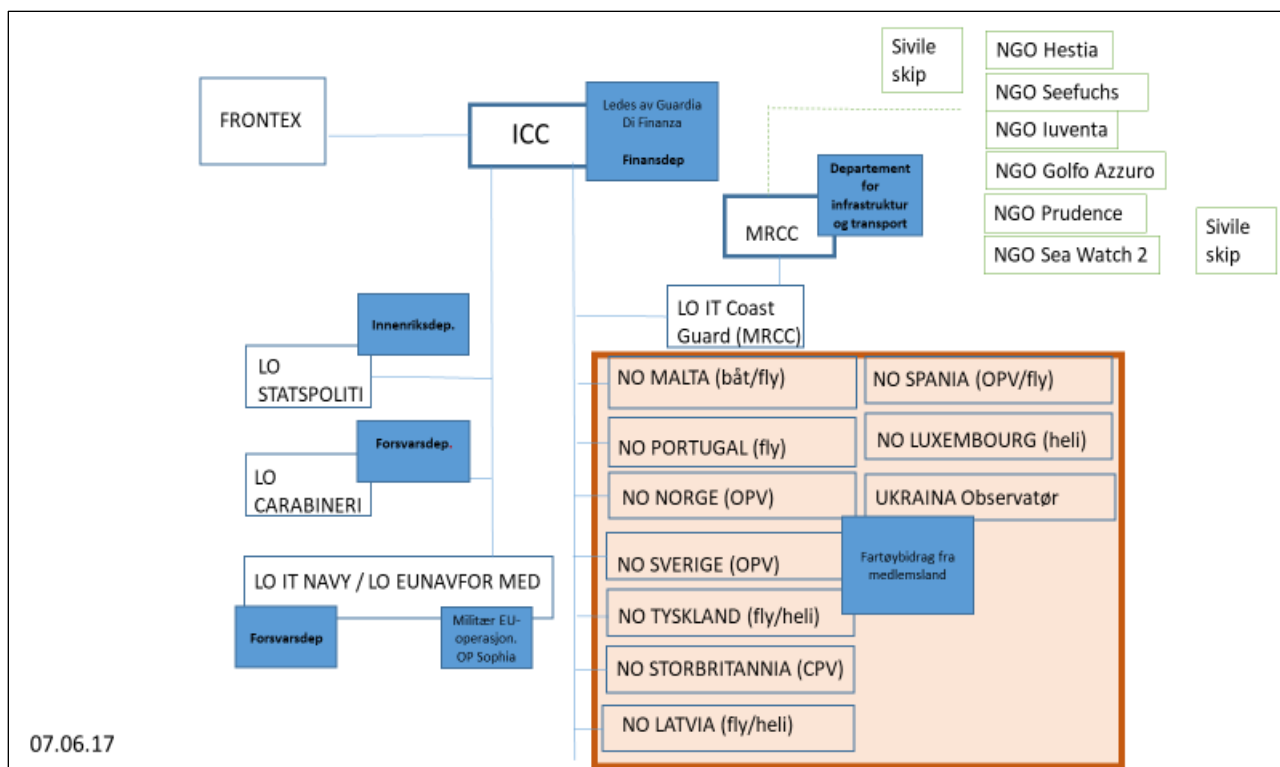 FRONTEX
ICC
Ledes av Guardia
Di Finanza
Finansdep
Sivile
skip
NGO Hestia
NGO Seefuchs
NGO Iuventa
NGO Golfo Azzuro
NGO Prudence
NGO Sea Watch 2
Sivile
skip
Departement
for
infrastruktur
og transport
MRCC
LO IT Coast
Guard (MRCC)
Innenriksdep.
LO
STATSPOLITI
Forsvarsdep.
LO
CARABINERI
LO IT NAVY / LO EUNAVFOR MED
Forsvarsdep
Militær EU-
operasjon.
OP Sophia
NO MALTA (båt/fly)
NO PORTUGAL (fly)
NO NORGE (OPV)
NO SVERIGE (OPV)
NO TYSKLAND (fly/heli)
NO STORBRITANNIA (CPV)
NO LATVIA (fly/heli)
NO SPANIA (OPV/fly)
NO LUXEMBOURG (heli)
UKRAINA Observatør
Fartøybidrag fra
medlemsland
07.06.17